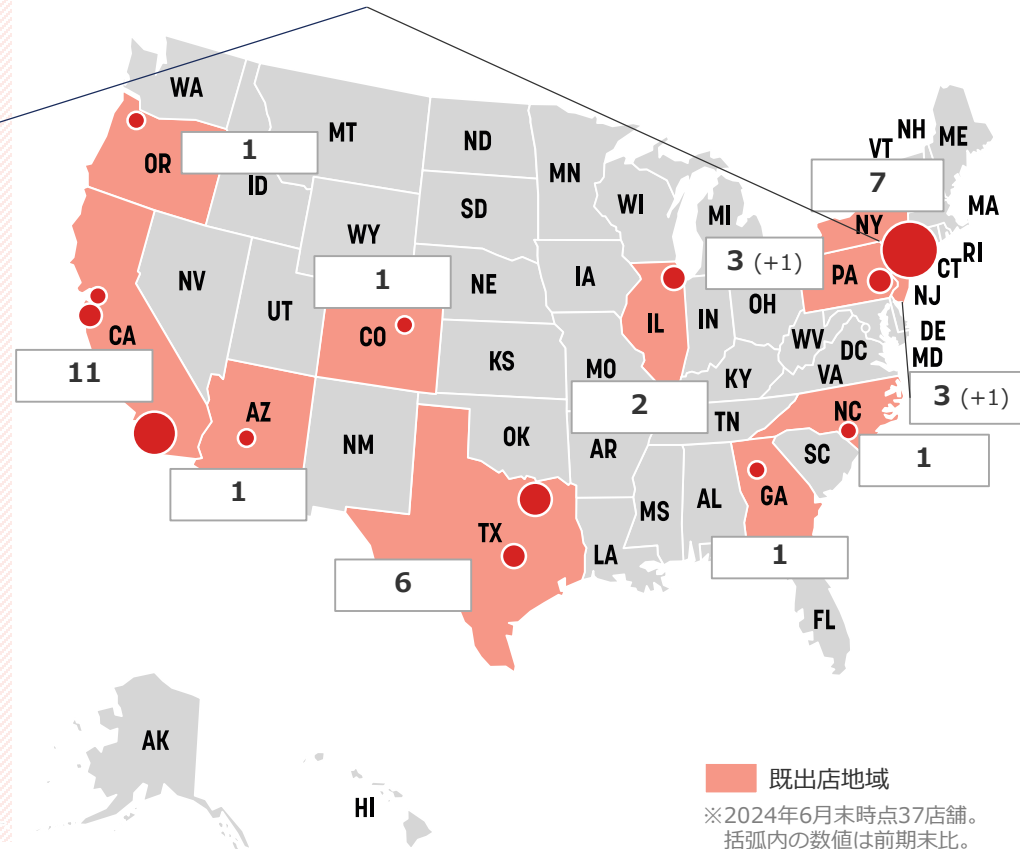 WA
MT
ND
MN
VT
NH
ME
OR
1
ID
SD
WI
MI
7
MA
WY
NY
NV
1
NE
IA
3 (+1)
PA
CT
RI
UT
CO
IL
IN
OH
NJ
CA
KS
MO
WV
DC
DE
MD
VA
11
KY
3 (+1)
AZ
2
TN
NC
NM
OK
AR
SC
1
1
TX
MS
AL
GA
LA
1
6
FL
AK
HI
既出店地域
※2024年6月末時点37店舗。
括弧内の数値は前期末比。